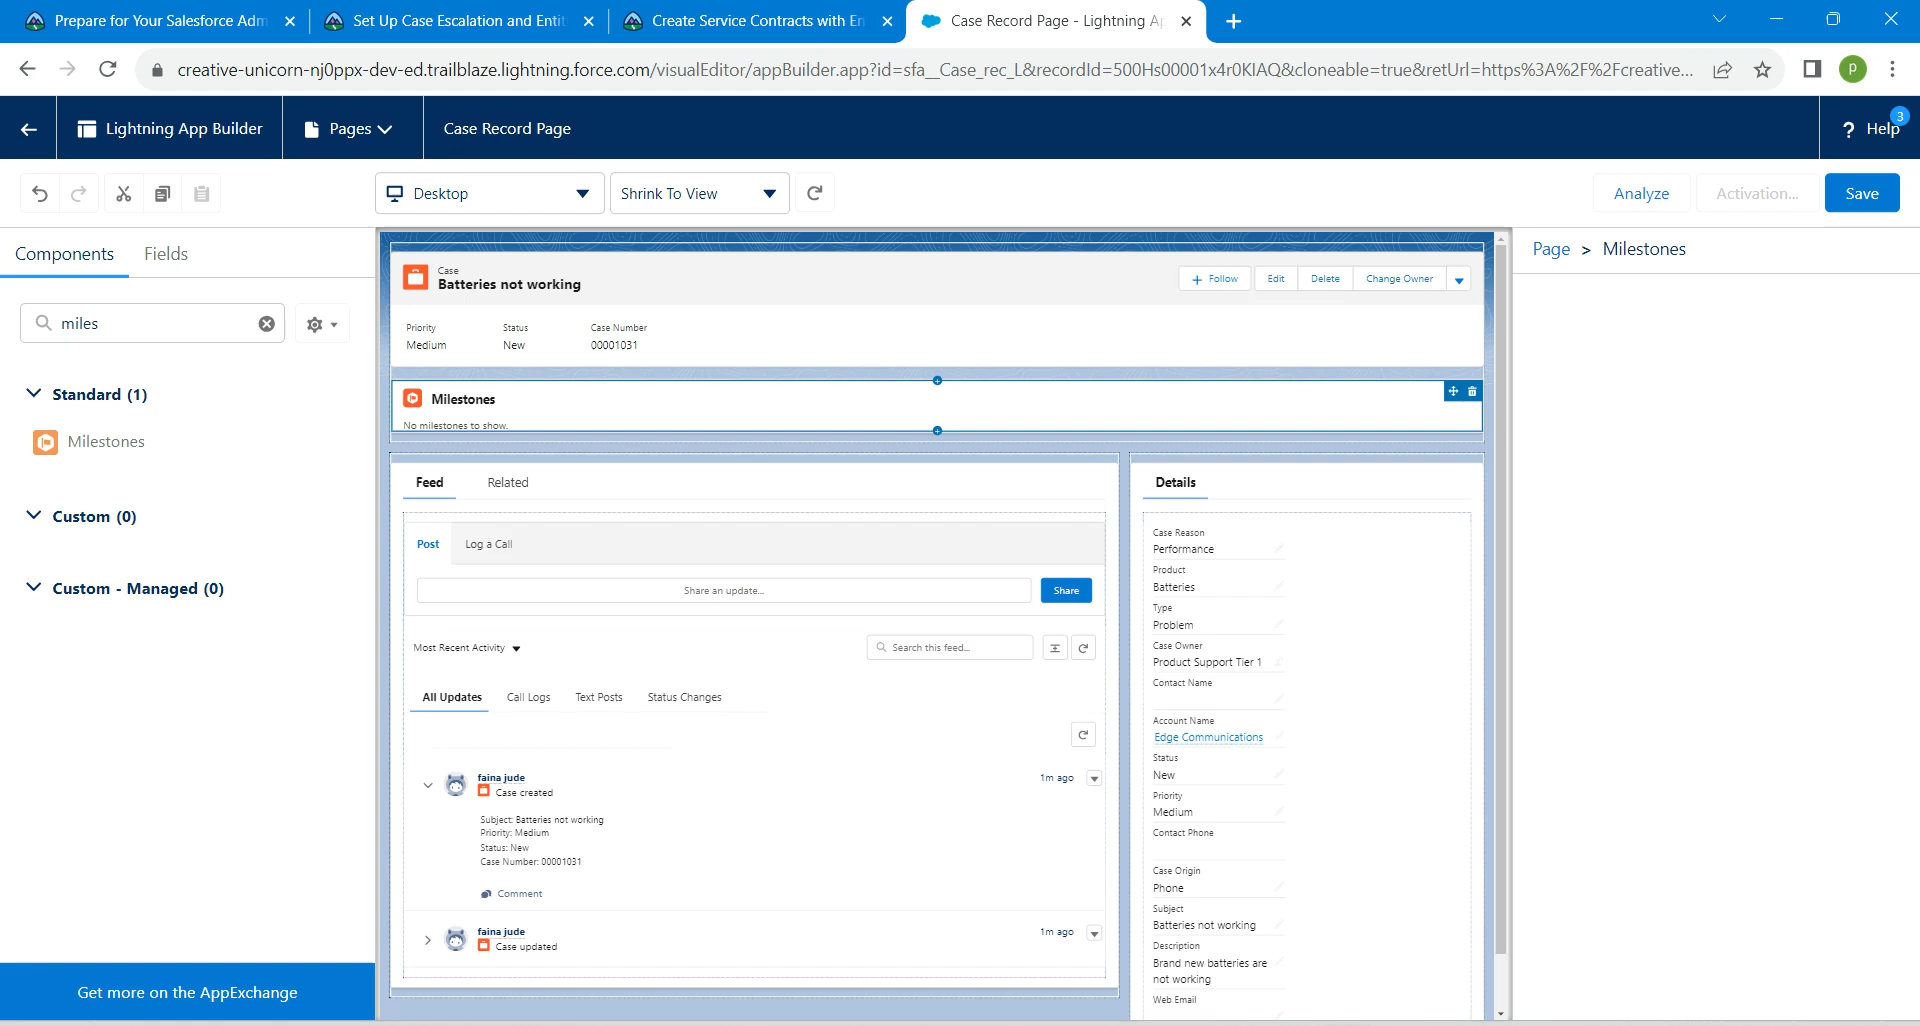 Prepare for Your Salesforce Adm
Set Up Case Escalation and Entit
Create Service Contracts with En
Case Record Page - Lightning Ap
creative-unicorn-nj0ppx-dev-ed.trailblaze.lightning.force.com/visualEditor/appBuilder.app?id=sfa__Case_rec_L&recordId=500Hs00001x4r0KIAQ&cloneable=true&retUrl=https%3A%2F%2Fcreative...
P
Lightning App Builder
Pages
Case Record Page
? Help
3
Desktop
Shrink To View
Analyze
Activation...
Save
Components
Fields
miles
Standard (1)
Milestones
Custom (0)
Custom - Managed (0)
Get more on the AppExchange
Case
Batteries not working
+ Follow
Edit
Delete
Change Owner
Priority
Status
Case Number
Medium
New
00001031
Milestones
No milestones to show.
Feed
Related
Post
Log a Call
Share an update...
Share
Most Recent Activity
Search this feed...
All Updates
Call Logs
Text Posts
Status Changes
faina jude
1m ago
Case created
Subject: Batteries not working
Priority: Medium
Status: New
Case Number: 00001031
Comment
faina jude
1m ago
Case updated
Details
Case Reason
Performance
Product
Batteries
Type
Problem
Case Owner
Product Support Tier 1
Contact Name
Account Name
Edge Communications
Status
New
Priority
Medium
Contact Phone
Case Origin
Phone
Subject
Batteries not working
Description
Brand new batteries are
not working
Web Email
Page > Milestones